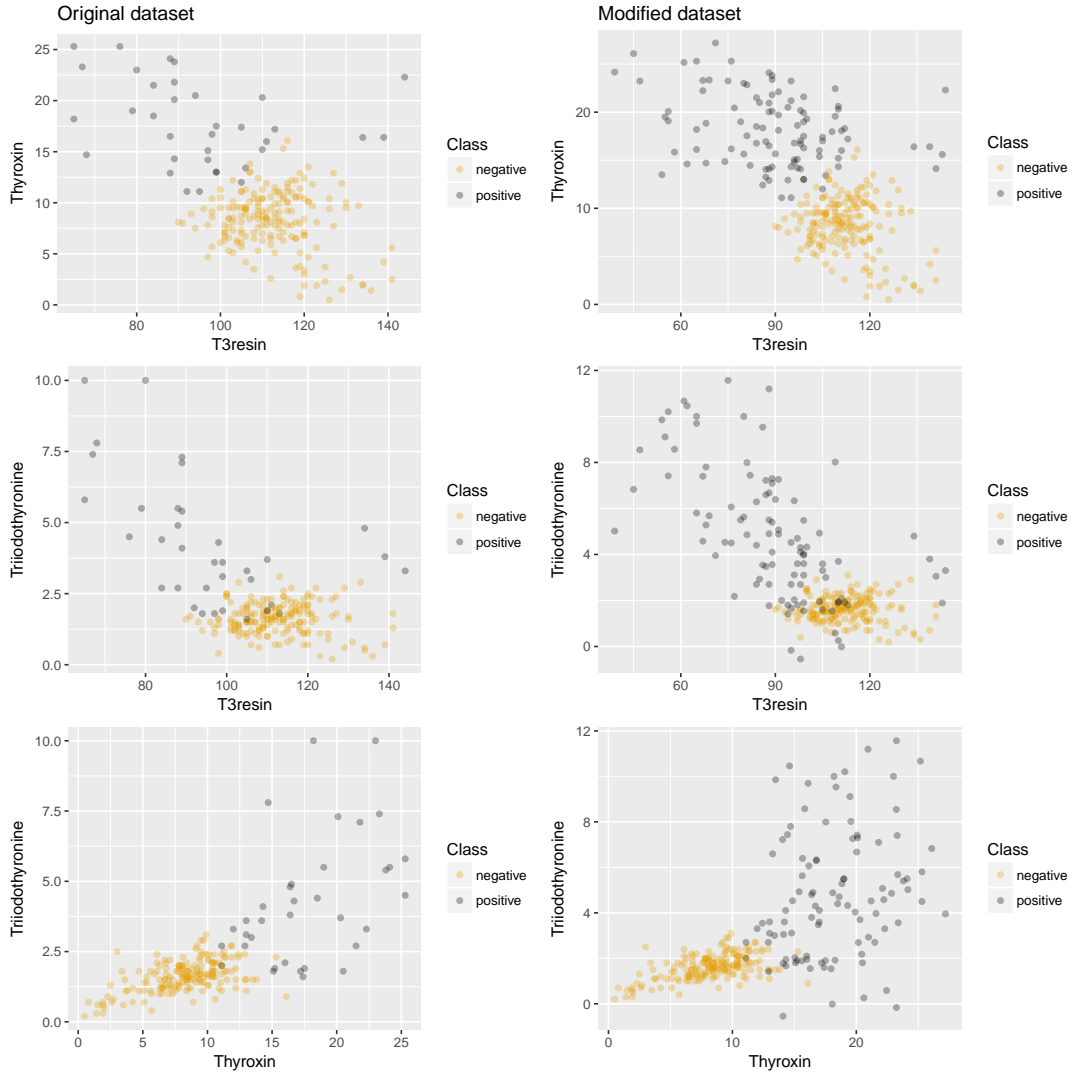 Original dataset
Modified dataset
25
20
15
10
5
0
Thyroxin
80
100
120
140
T3resin
Class
negative
positive
20
10
0
Thyroxin
60
90
120
T3resin
Class
negative
positive
10.0
7.5
5.0
2.5
0.0
Triiodothyronine
80
100
120
140
T3resin
Class
negative
positive
12
8
4
0
Triiodothyronine
60
90
120
T3resin
Class
negative
positive
10.0
7.5
5.0
2.5
0.0
Triiodothyronine
0
5
10
15
20
25
Thyroxin
Class
negative
positive
12
8
4
0
Triiodothyronine
0
10
20
Thyroxin
Class
negative
positive